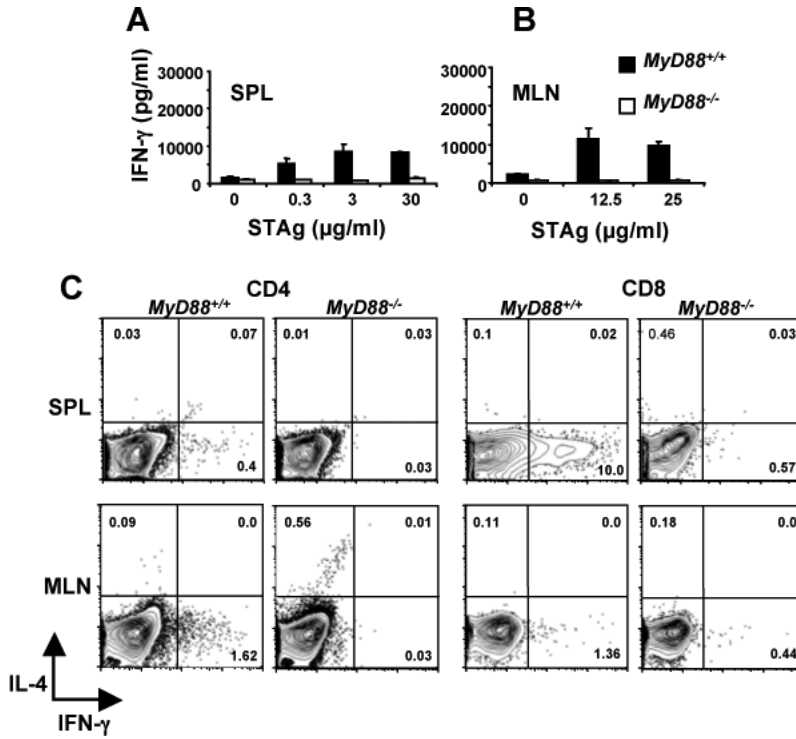 A
B
IFN-γ (pg/ml)
30000
20000
10000
0
SPL
0 0.3 3 30
STAg (µg/ml)
30000
20000
10000
0
MLN
MyD88+/+
MyD88-/-
0 12.5 25
STAg (µg/ml)
C
CD4
CD8
MyD88+/+ MyD88-/- MyD88+/+ MyD88-/-
SPL
0.03 0.07 0.01 0.03 0.1 0.02 0.46 0.03
0.4 0.03 10.0 0.57
MLN
0.09 0.0 0.56 0.01 0.11 0.0 0.18 0.0
1.62 0.03 1.36 0.44
IL-4
IFN-γ